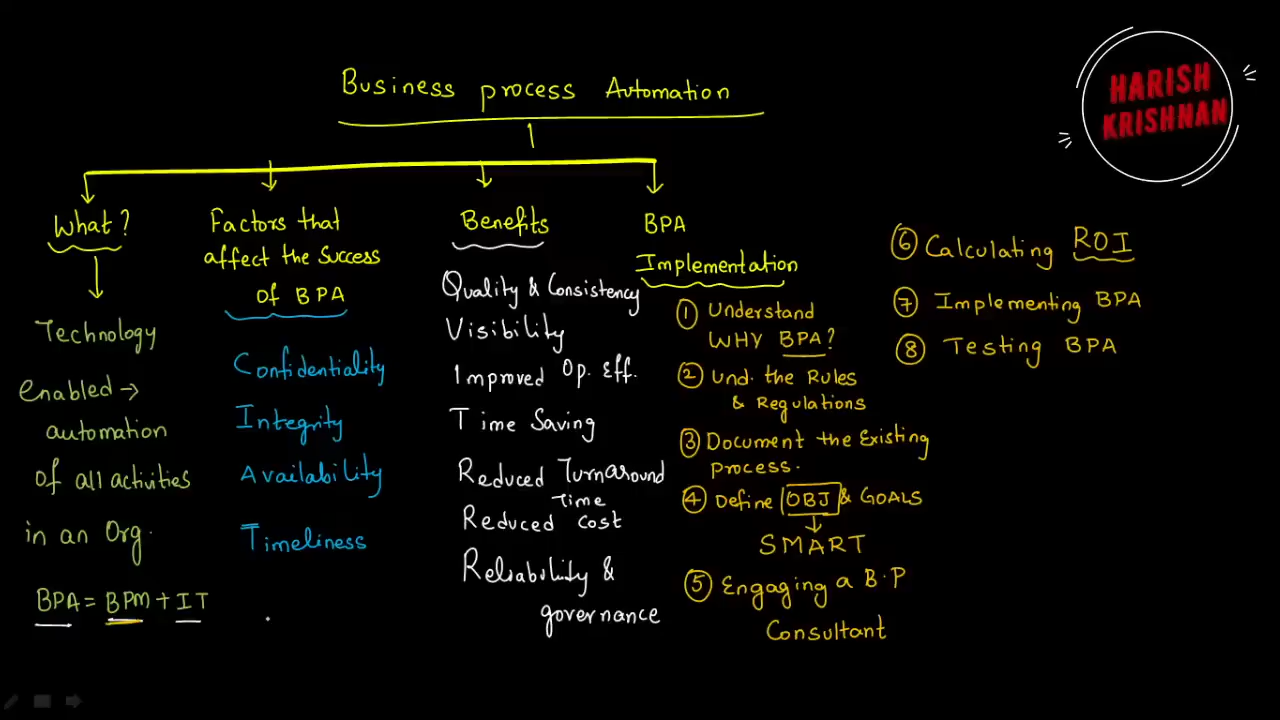 Business process Automation
HARISH
KRISHNAN
What?
Technology
enabled →
automation
of all activities
in an Org.
BPA = BPM + IT
Factors that
affect the Success
of BPA
Confidentiality
Integrity
Availability
Timeliness
Benefits
Quality & Consistency
Visibility
Improved Op. Eff.
Time Saving
Reduced Turnaround
Time
Reduced Cost
Reliability &
governance
BPA
Implementation
① Understand
WHY BPA?
② Und. the Rules
& Regulations
③ Document the Existing
process.
④ Define OBJ & GOALS
SMART
⑤ Engaging a B.P
Consultant
⑥ Calculating ROI
⑦ Implementing BPA
⑧ Testing BPA